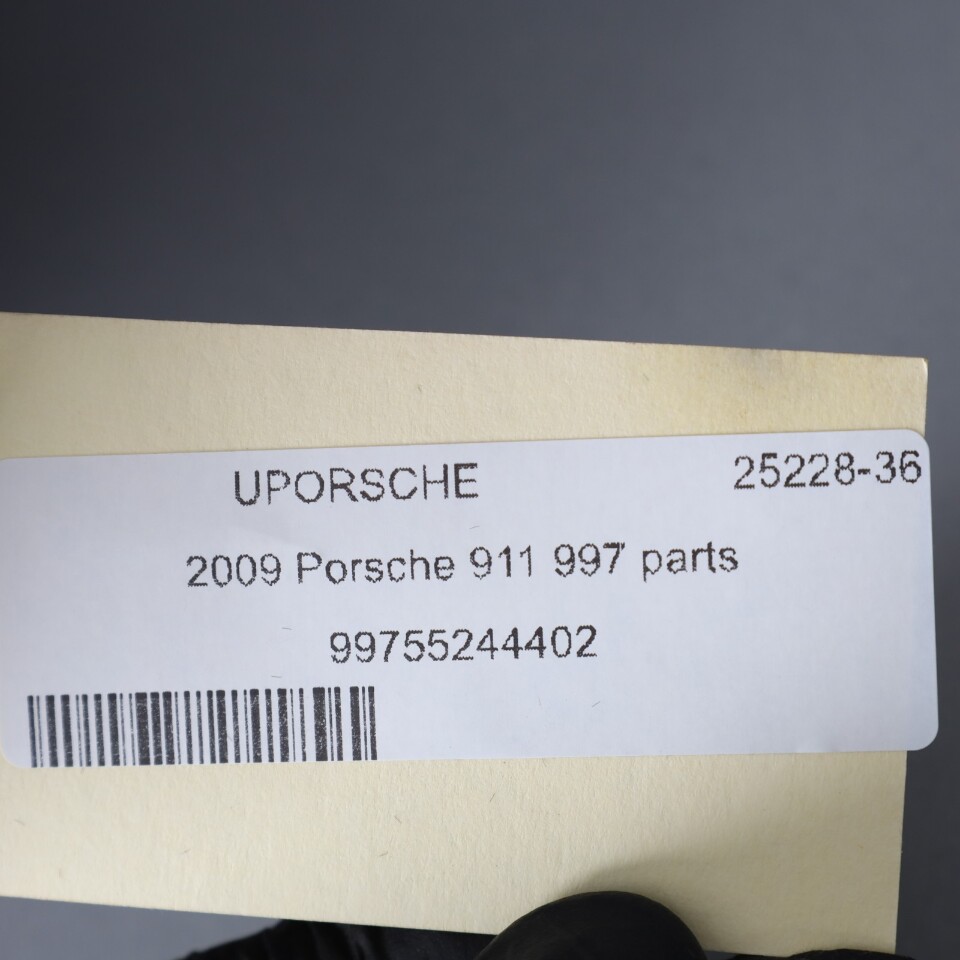 UPORSCHE 25228-36
2009 Porsche 911 997 parts
99755244402